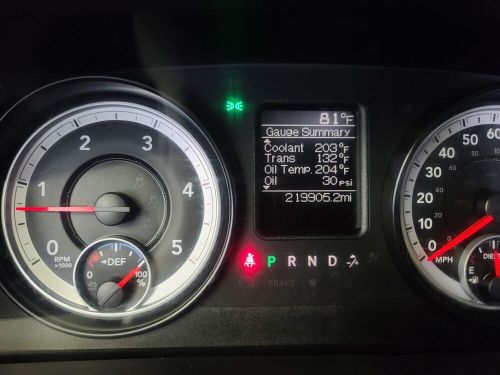 81°F
Gauge Summary
Coolant 203°F
Trans 132°F
Oil Temp. 204°F
Oil 30 PSI
219905.2mi
0 1 2 3 4 5
RPM
x1000
DEF
0 100
%
P R N D
BRAKE
0 10 20 30 40 50 60
MPH
E
DIE